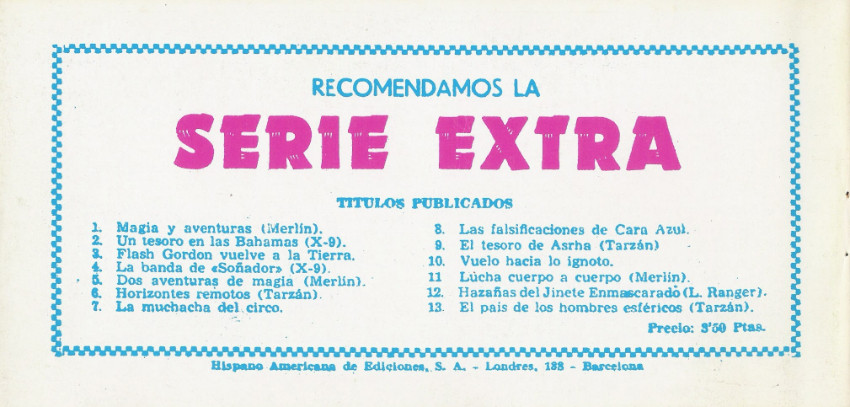 RECOMENDAMOS LA
SERIE EXTRA
TITULOS PUBLICADOS
1. Magia y aventuras (Merlín).
2. Un tesoro en las Bahamas (X-9).
3. Flash Gordon vuelve a la Tierra.
4. La banda de «Soñador» (X-9).
5. Dos aventuras de magia (Merlin).
6. Horizontes remotos (Tarzán).
7. La muchacha del circo.
8. Las falsificaciones de Cara Azul.
9. El tesoro de Asrha (Tarzán)
10. Vuelo hacia lo ignoto.
11 Lúcha cuerpo a cuerpo (Merlin).
12. Hazañas del Jinete Enmascarado (L. Ranger).
13. El país de los hombres esféricos (Tarzán).
Precio: 3'50 Ptas.
Hispano Americana de Ediciones, S. A. - Londres, 188 - Barcelona